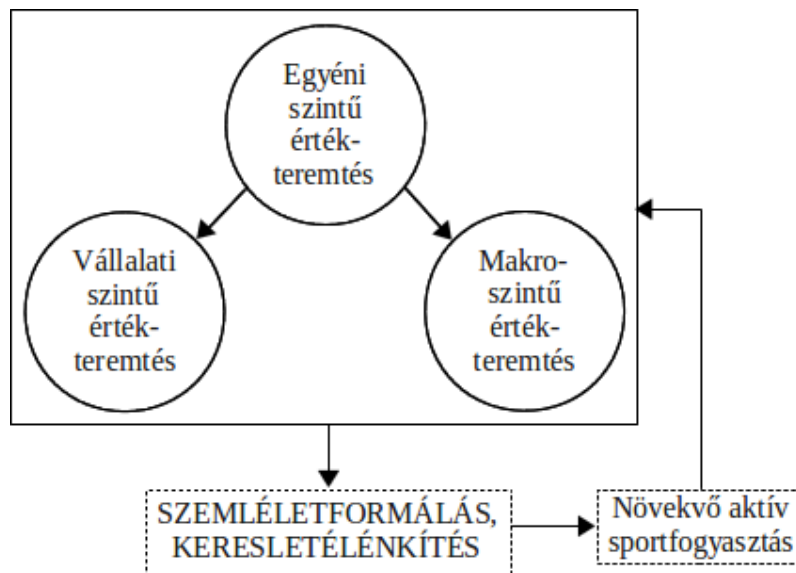 Egyéni
szintű
érték-
teremtés
Vállalati
szintű
érték-
teremtés
Makro-
szintű
érték-
teremtés
SZEMLÉLETFORMÁLÁS,
KERESLETÉLÉNKÍTÉS
Növekvő aktív
sportfogyasztás